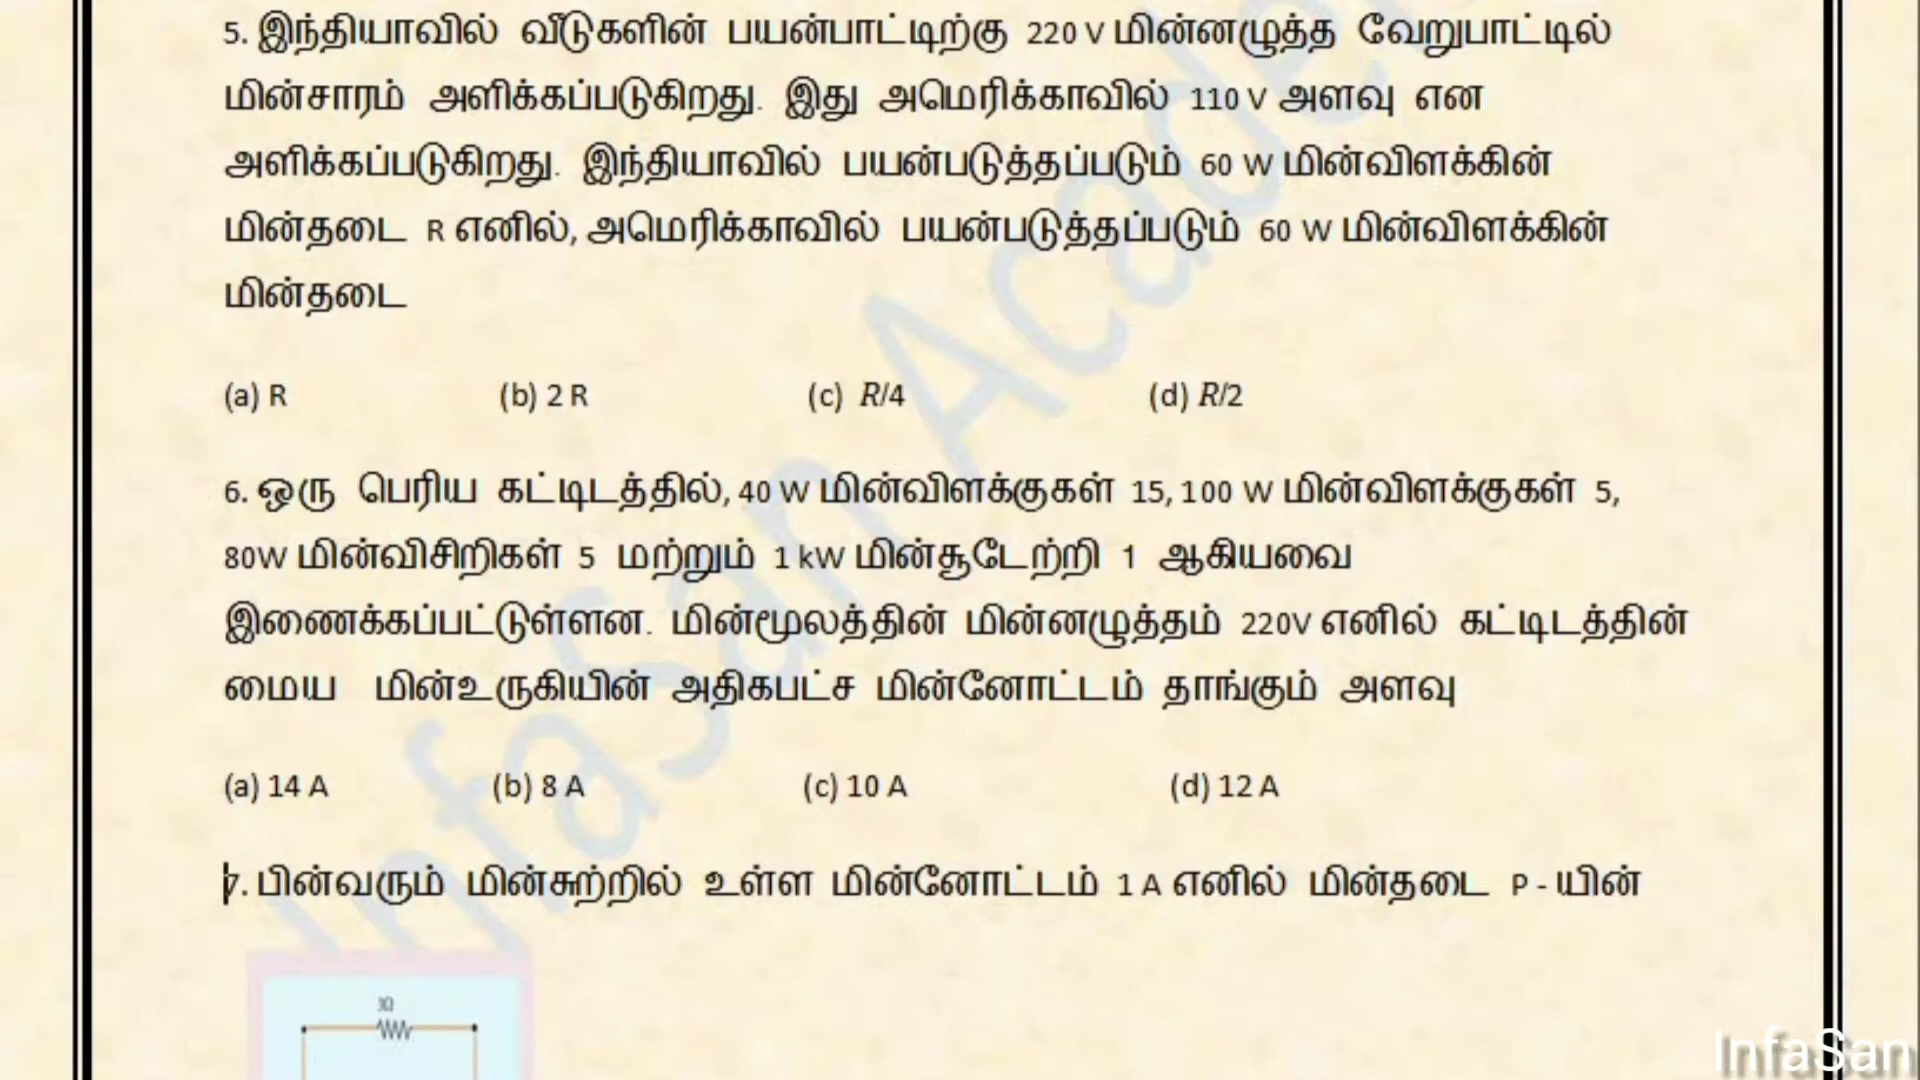 5. இந்தியாவில் வீடுகளின் பயன்பாட்டிற்கு 220 V மின்னழுத்த வேறுபாட்டில்
மின்சாரம் அளிக்கப்படுகிறது. இது அமெரிக்காவில் 110 V அளவு என
அளிக்கப்படுகிறது. இந்தியாவில் பயன்படுத்தப்படும் 60 W மின்விளக்கின்
மின்தடை R எனில், அமெரிக்காவில் பயன்படுத்தப்படும் 60 W மின்விளக்கின்
மின்தடை
(a) R (b) 2 R (c) R/4 (d) R/2
6. ஒரு பெரிய கட்டிடத்தில், 40 W மின்விளக்குகள் 15, 100 W மின்விளக்குகள் 5,
80W மின்விசிறிகள் 5 மற்றும் 1 kW மின்சூடேற்றி 1 ஆகியவை
இணைக்கப்பட்டுள்ளன. மின்மூலத்தின் மின்னழுத்தம் 220V எனில் கட்டிடத்தின்
மைய மின்உருகியின் அதிகபட்ச மின்னோட்டம் தாங்கும் அளவு
(a) 14 A (b) 8 A (c) 10 A (d) 12 A
7. பின்வரும் மின்சுற்றில் உள்ள மின்னோட்டம் 1 A எனில் மின்தடை P - யின்
3Ω
InfaSan Academ
InfaSan